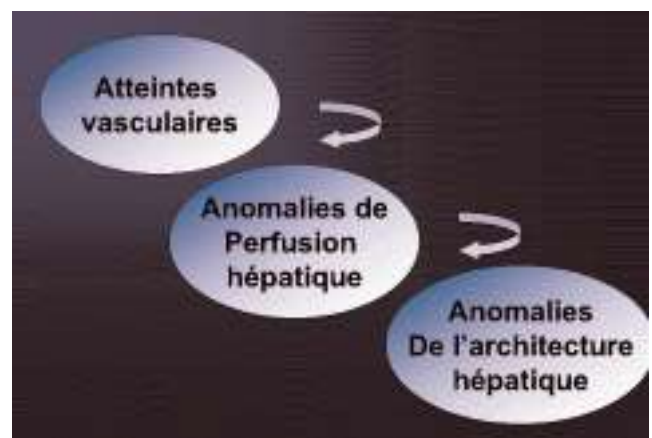 Atteintes
vasculaires
Anomalies de
Perfusion
hépatique
Anomalies
De l'architecture
hépatique